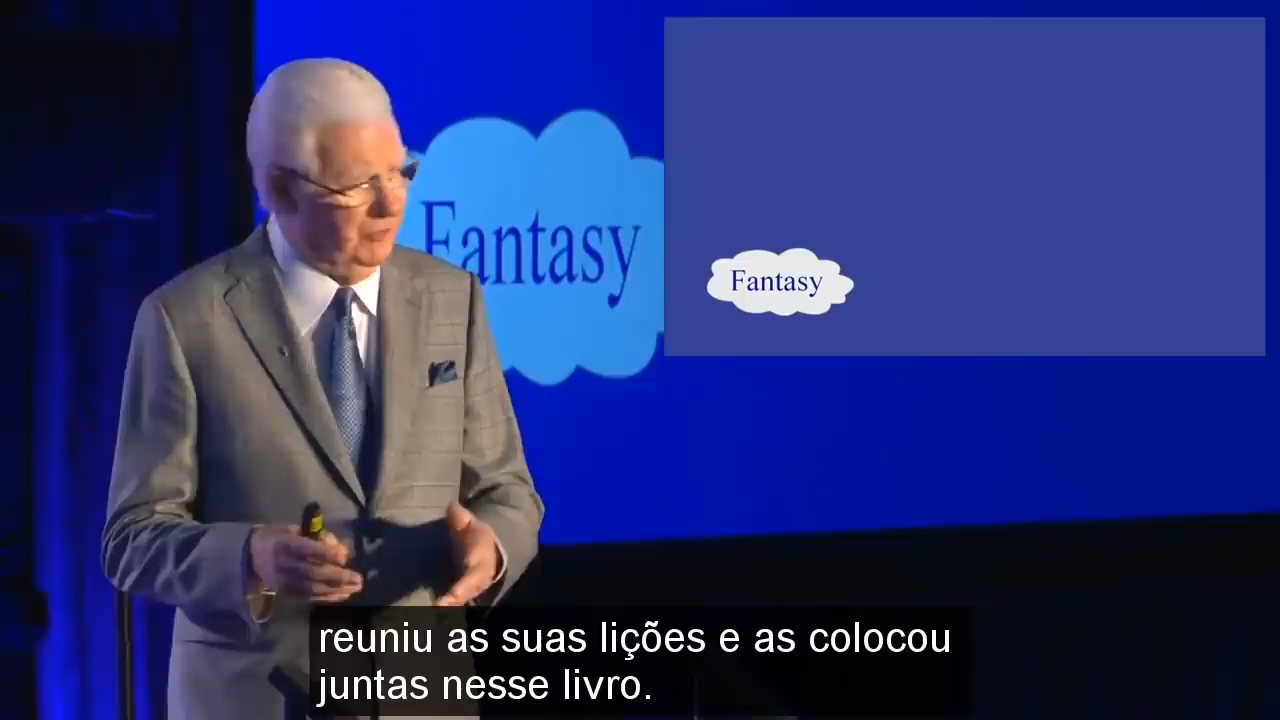 Fantasy
Fantasy
reuniu as suas lições e as colocou
juntas nesse livro.